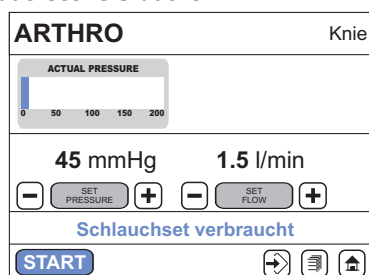 ARTHRO Knie
ACTUAL PRESSURE
0 50 100 150 200
45 mmHg 1.5 l/min
SET PRESSURE
SET FLOW
Schlauchset verbraucht
START